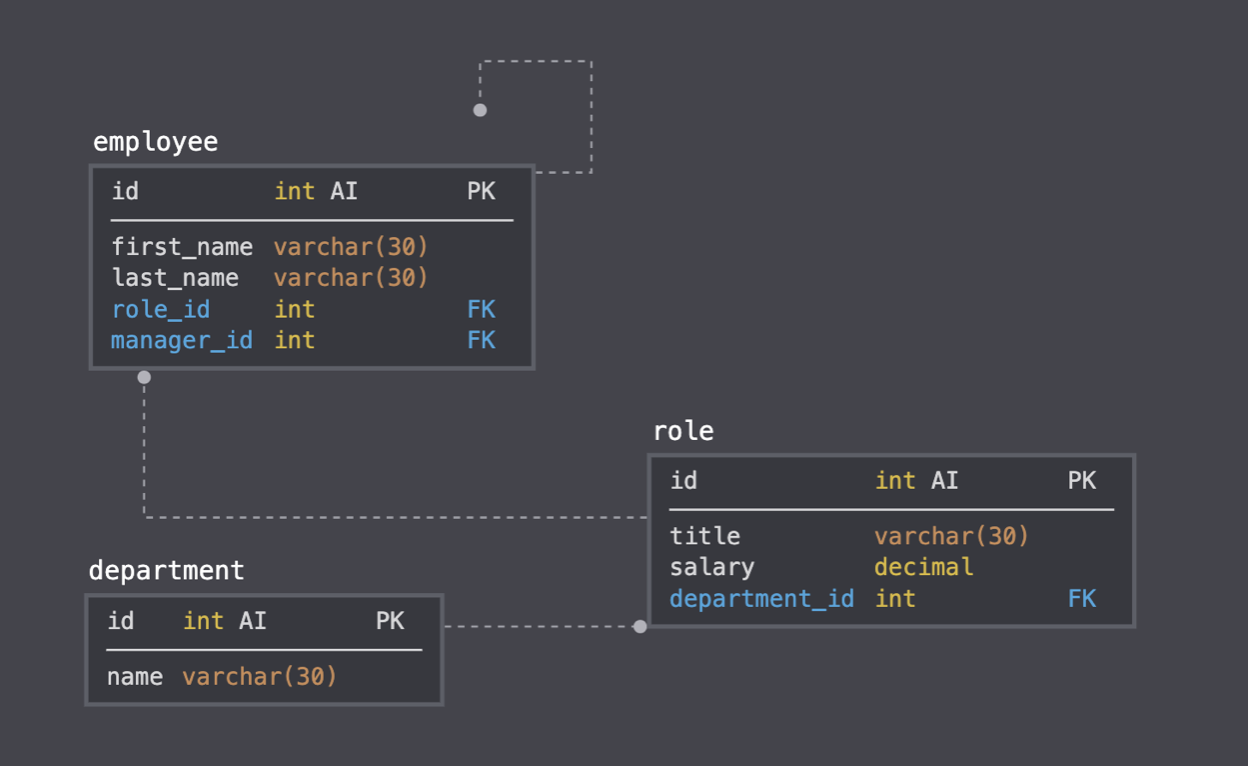 employee
id int AI PK
first_name varchar(30)
last_name varchar(30)
role_id int FK
manager_id int FK
role
id int AI PK
title varchar(30)
salary decimal
department_id int FK
department
id int AI PK
name varchar(30)